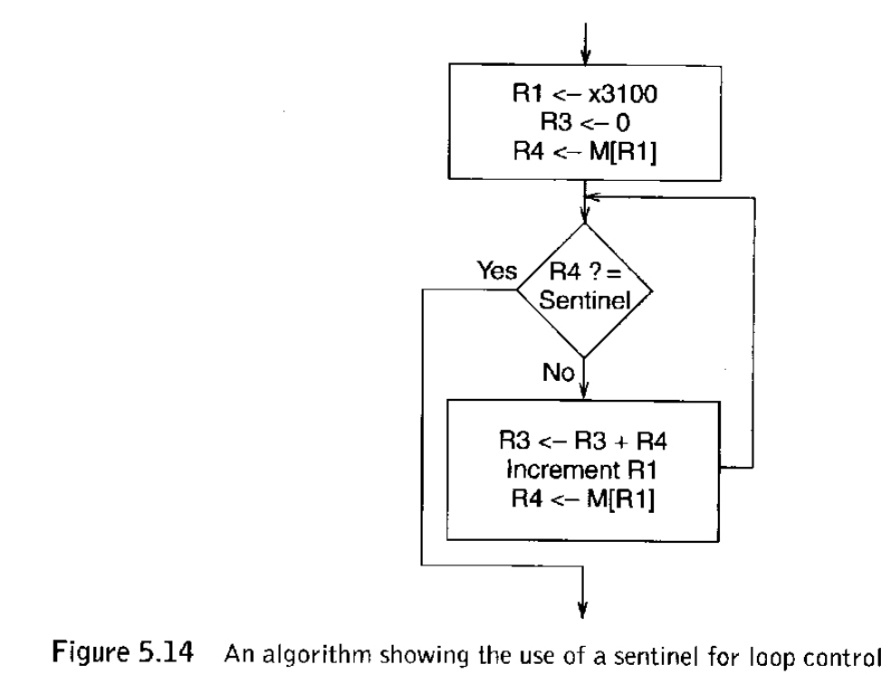 R1 <– x3100
R3 <– 0
R4 <– M[R1]
Yes
R4 ?=
Sentinel
No
R3 <– R3 + R4
Increment R1
R4 <– M[R1]
Figure 5.14 An algorithm showing the use of a sentinel for loop control